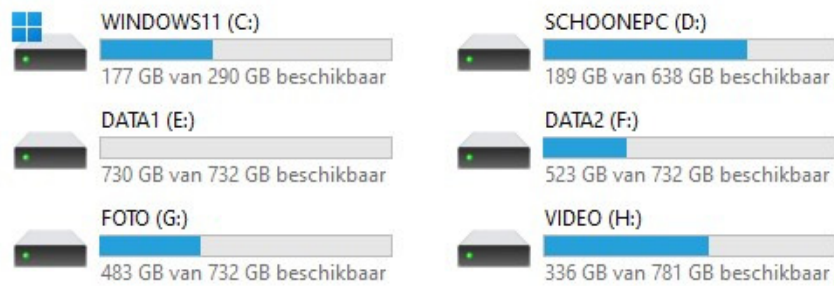 WINDOWS11 (C:)
177 GB van 290 GB beschikbaar
SCHOONEPC (D:)
189 GB van 638 GB beschikbaar
DATA1 (E:)
730 GB van 732 GB beschikbaar
DATA2 (F:)
523 GB van 732 GB beschikbaar
FOTO (G:)
483 GB van 732 GB beschikbaar
VIDEO (H:)
336 GB van 781 GB beschikbaar